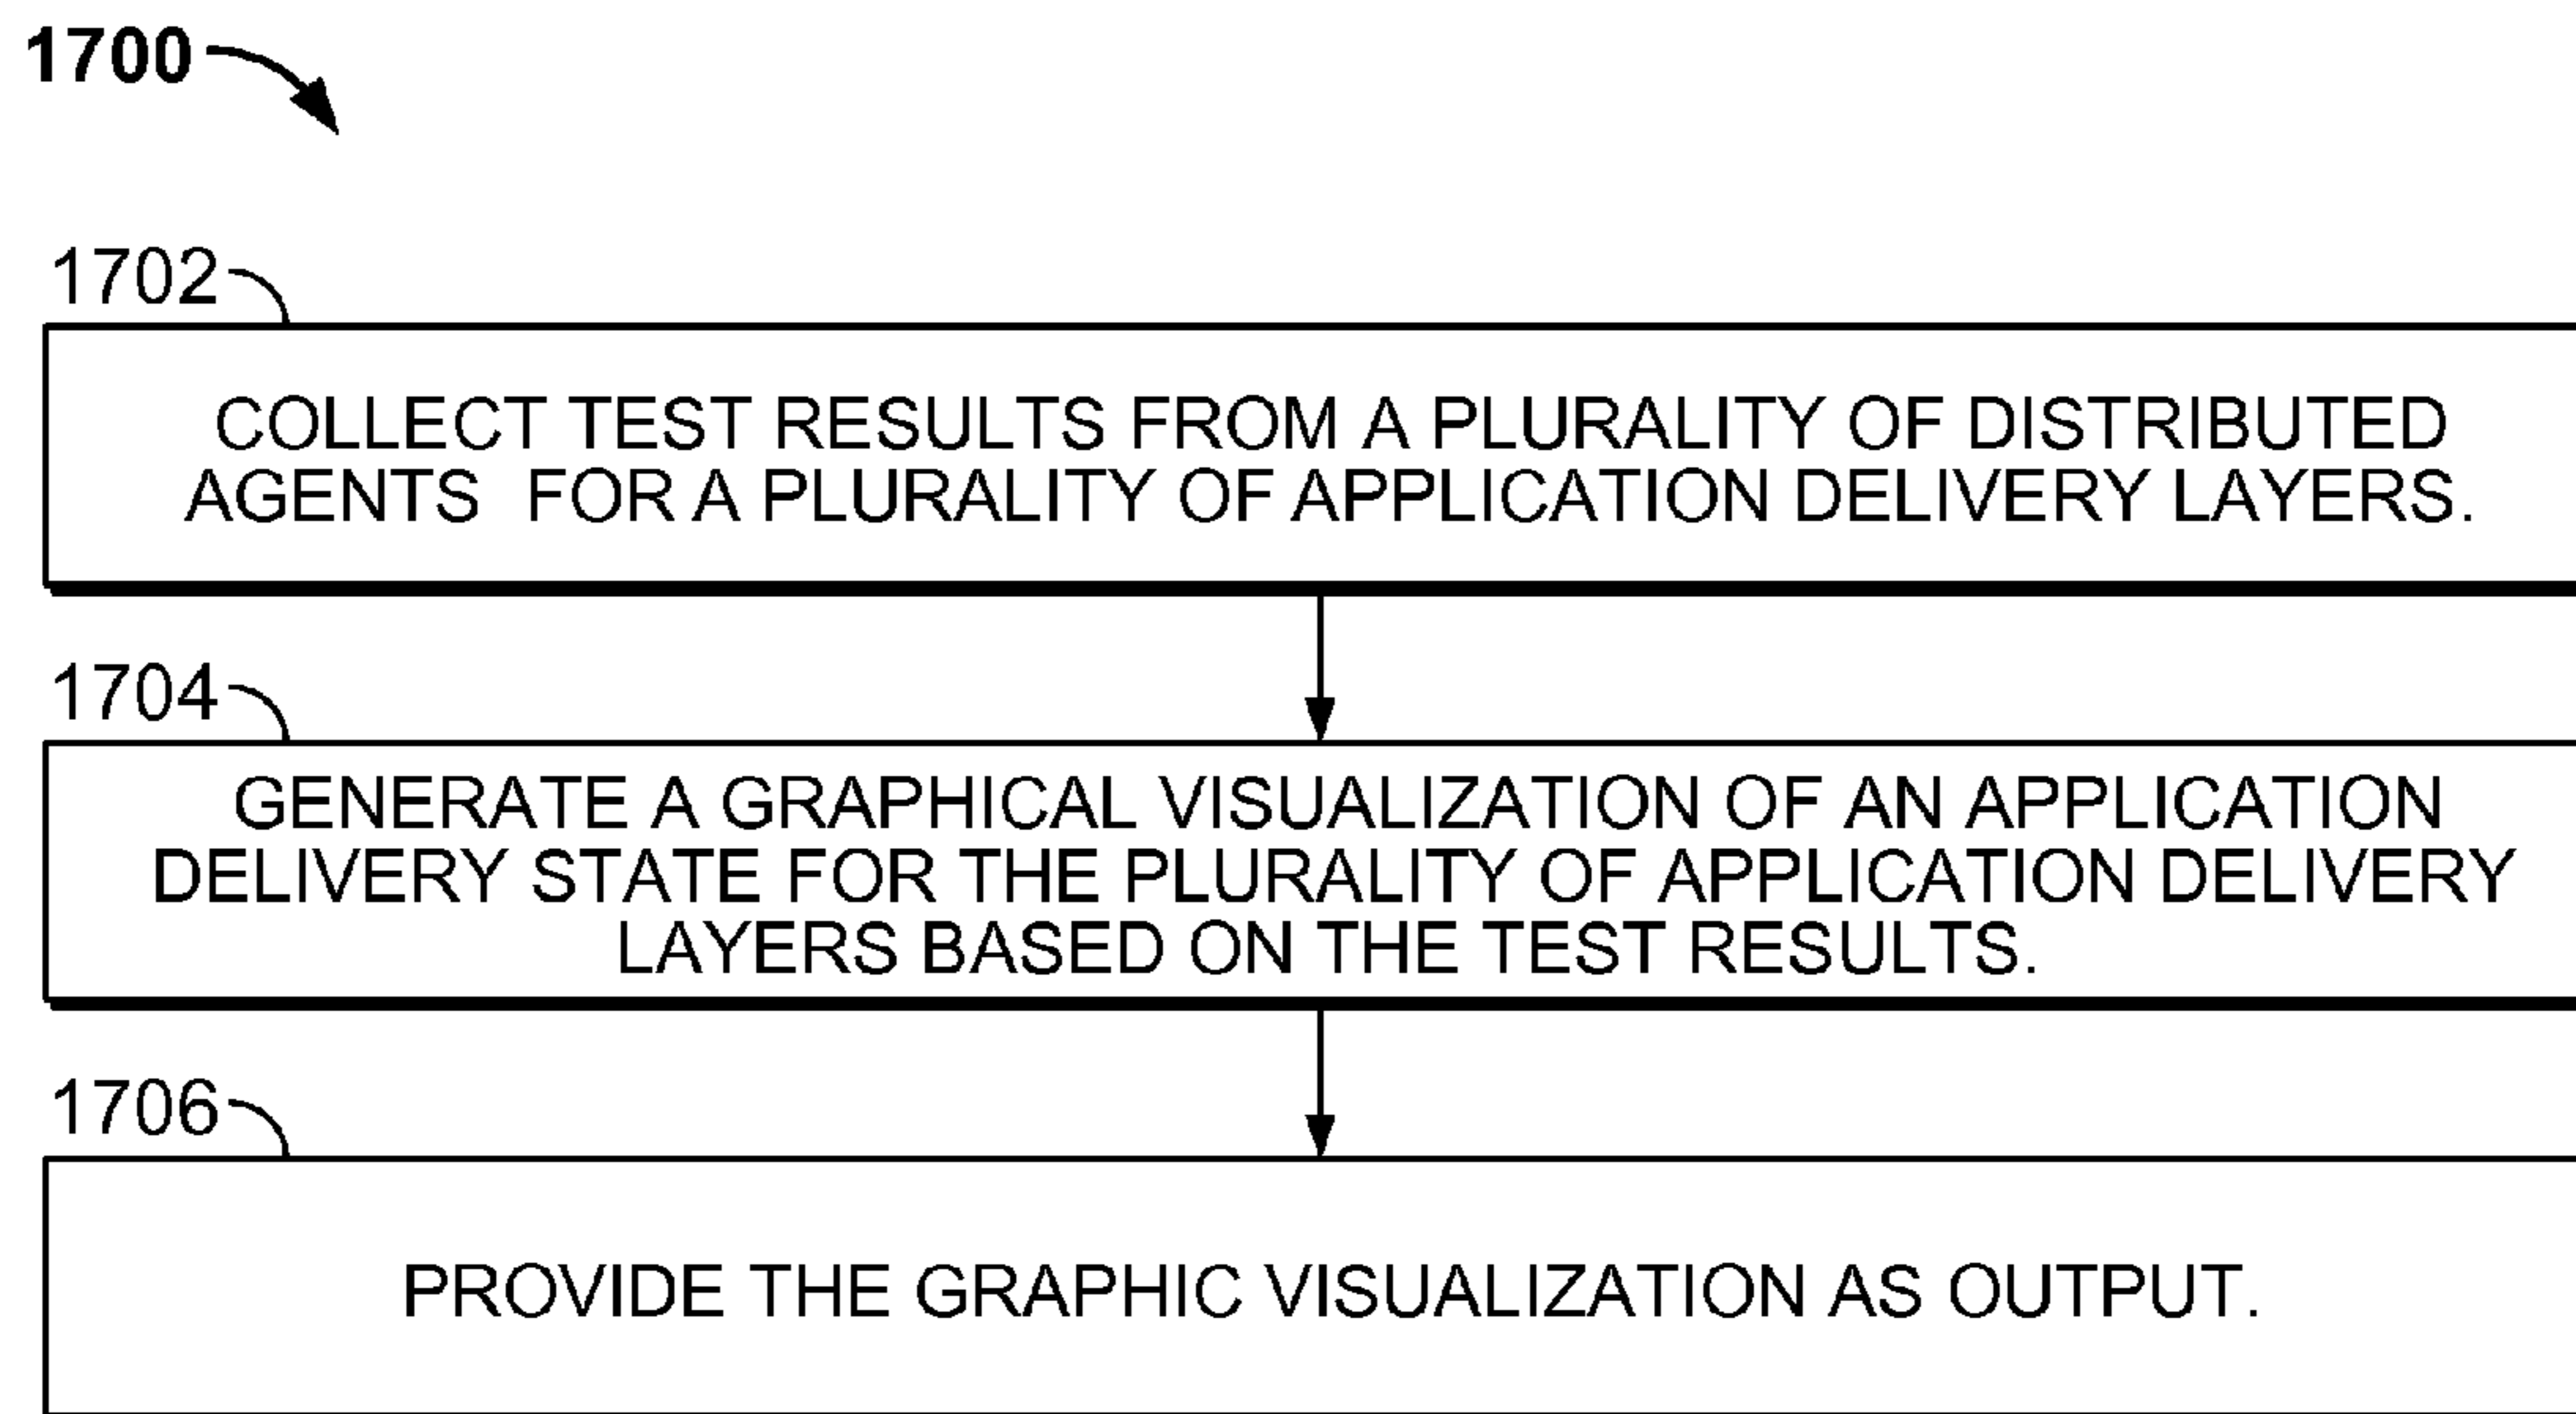 1700
1702
COLLECT TEST RESULTS FROM A PLURALITY OF DISTRIBUTED
AGENTS  FOR A PLURALITY OF APPLICATION DELIVERY LAYERS.
1704
GENERATE A GRAPHICAL VISUALIZATION OF AN APPLICATION
DELIVERY STATE FOR THE PLURALITY OF APPLICATION DELIVERY
LAYERS BASED ON THE TEST RESULTS.
1706
PROVIDE THE GRAPHIC VISUALIZATION AS OUTPUT.